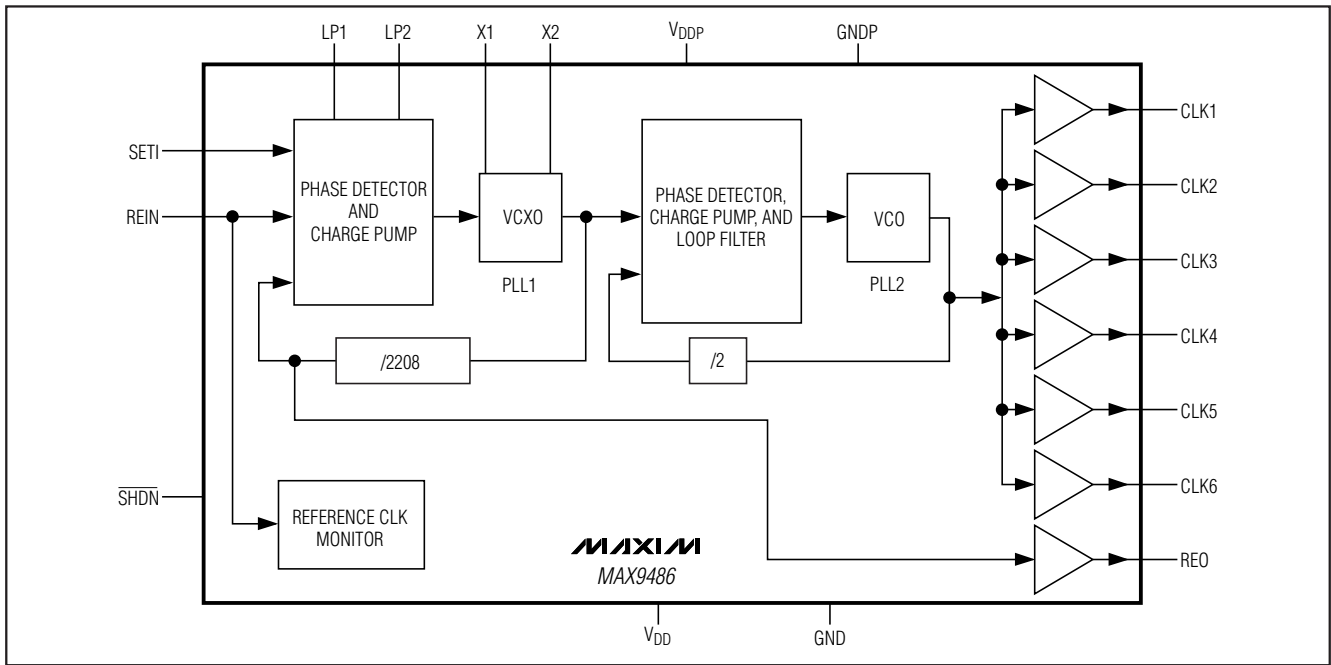 LP1
LP2
X1
X2
VDDP
GNDP
SETI
REIN
SHDN
PHASE DETECTOR
AND
CHARGE PUMP
VCXO
PLL1
/2208
PHASE DETECTOR,
CHARGE PUMP, AND
LOOP FILTER
VCO
PLL2
/2
REFERENCE CLK
MONITOR
MAXIM
MAX9486
CLK1
CLK2
CLK3
CLK4
CLK5
CLK6
REO
VDD
GND